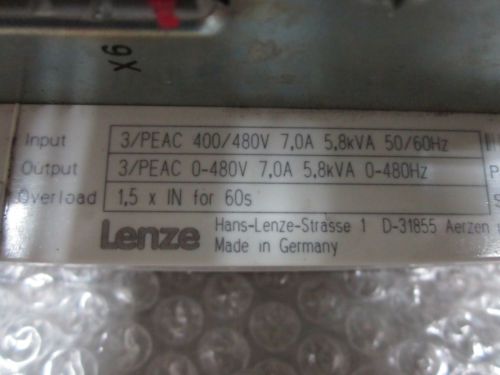 gX
Input 3/PEAC 400/480V 7,0A 5,8kVA 50/60Hz
Output 3/PEAC 0-480V 7,0A 5,8kVA 0-480Hz P
Overload 1,5 x IN for 60s S
Lenze Hans-Lenze-Strasse 1 D-31855 Aerzen
Made in Germany